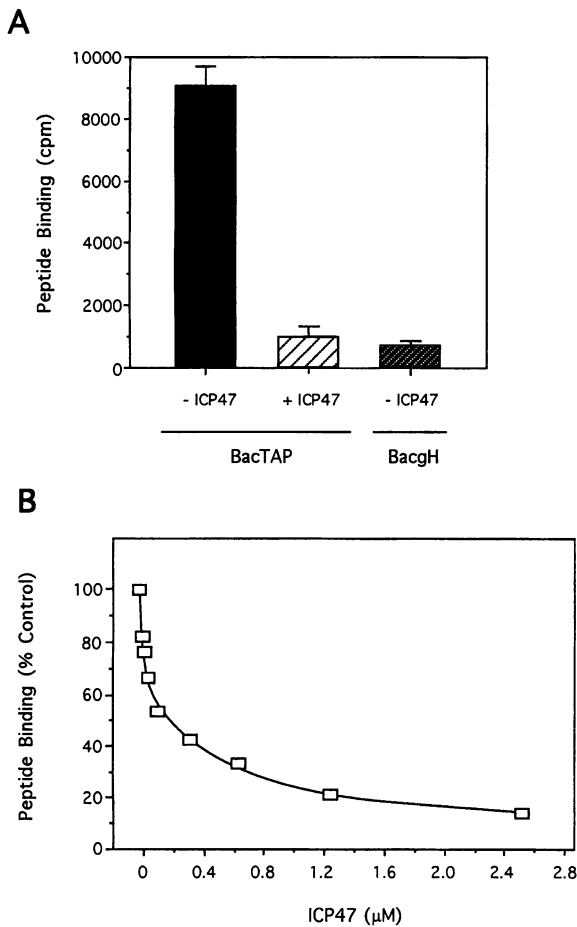 A
Peptide Binding (cpm)
10000
8000
6000
4000
2000
0
- ICP47
+ ICP47
- ICP47
BacTAP
BacgH
B
Peptide Binding (% Control)
100
80
60
40
20
0
0 0.4 0.8 1.2 1.6 2.0 2.4 2.8
ICP47 (μM)